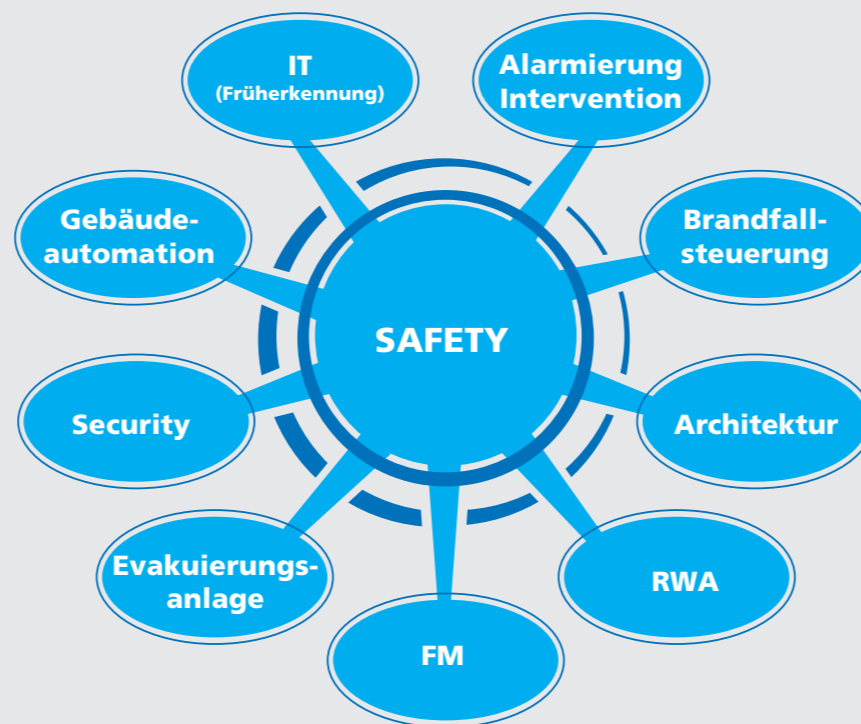 IT
(Früherkennung)
Alarmierung
Intervention
Gebäude-
automation
Brandfall-
steuerung
SAFETY
Security
Architektur
Evakuierungs-
anlage
RWA
FM